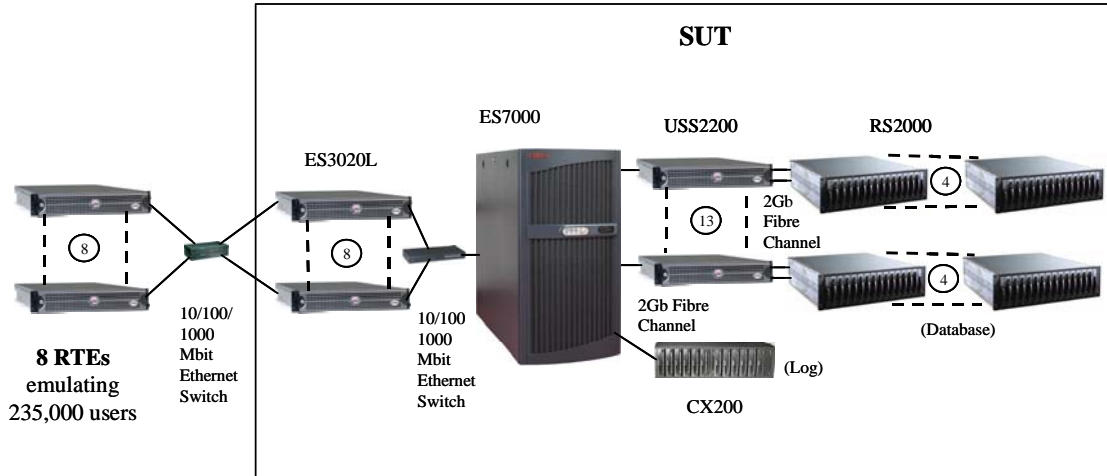 SUT
ES7000
USS2200
RS2000
ES3020L
4
2Gb
Fibre
Channel
13
8
8
4
2Gb Fibre
Channel
(Database)
10/100/
1000
Mbit
Ethernet
Switch
10/100
1000
Mbit
Ethernet
Switch
8 RTEs
emulating
235,000 users
(Log)
CX200